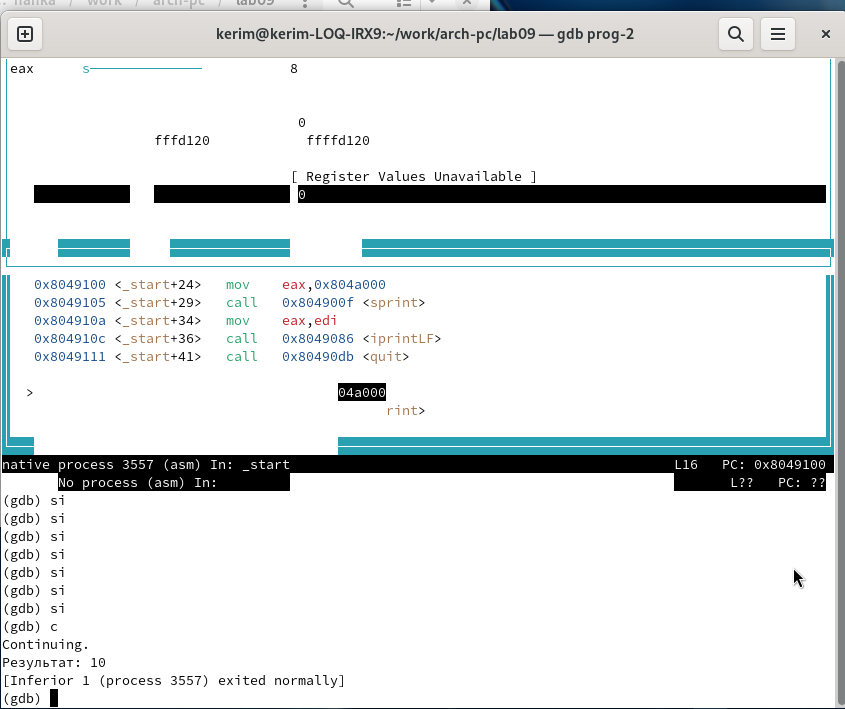 work / arch-pc / lab09
kerim@kerim-LOQ-IRX9:~/work/arch-pc/lab09 — gdb prog-2
eax s 8
0
fffd120 ffffd120
[ Register Values Unavailable ]
0
0x8049100 <_start+24> mov eax,0x804a000
0x8049105 <_start+29> call 0x804900f <sprint>
0x804910a <_start+34> mov eax,edi
0x804910c <_start+36> call 0x8049086 <iprintLF>
0x8049111 <_start+41> call 0x80490db <quit>
> 04a000
rint>
native process 3557 (asm) In: _start L16 PC: 0x8049100
No process (asm) In: L?? PC: ??
(gdb) si
(gdb) si
(gdb) si
(gdb) si
(gdb) si
(gdb) si
(gdb) si
(gdb) c
Continuing.
Результат: 10
[Inferior 1 (process 3557) exited normally]
(gdb)